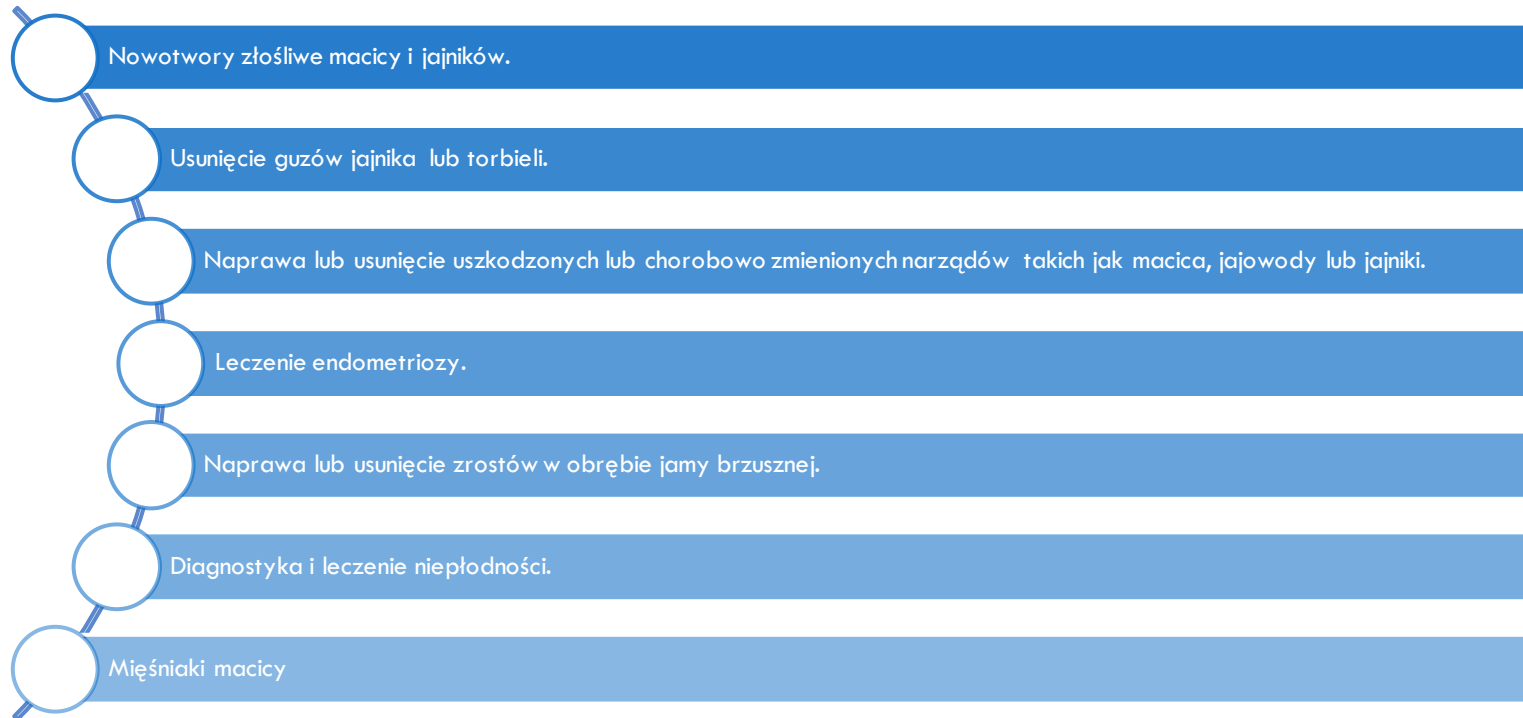 Nowotwory złośliwe macicy i jajników.
Usunięcie guzów jajnika lub torbieli.
Naprawa lub usunięcie uszkodzonych lub chorobowo zmienionych narządów takich jak macica, jajowody lub jajniki.
Leczenie endometriozy.
Naprawa lub usunięcie zrostów w obrębie jamy brzusznej.
Diagnostyka i leczenie niepłodności.
Mięśniaki macicy